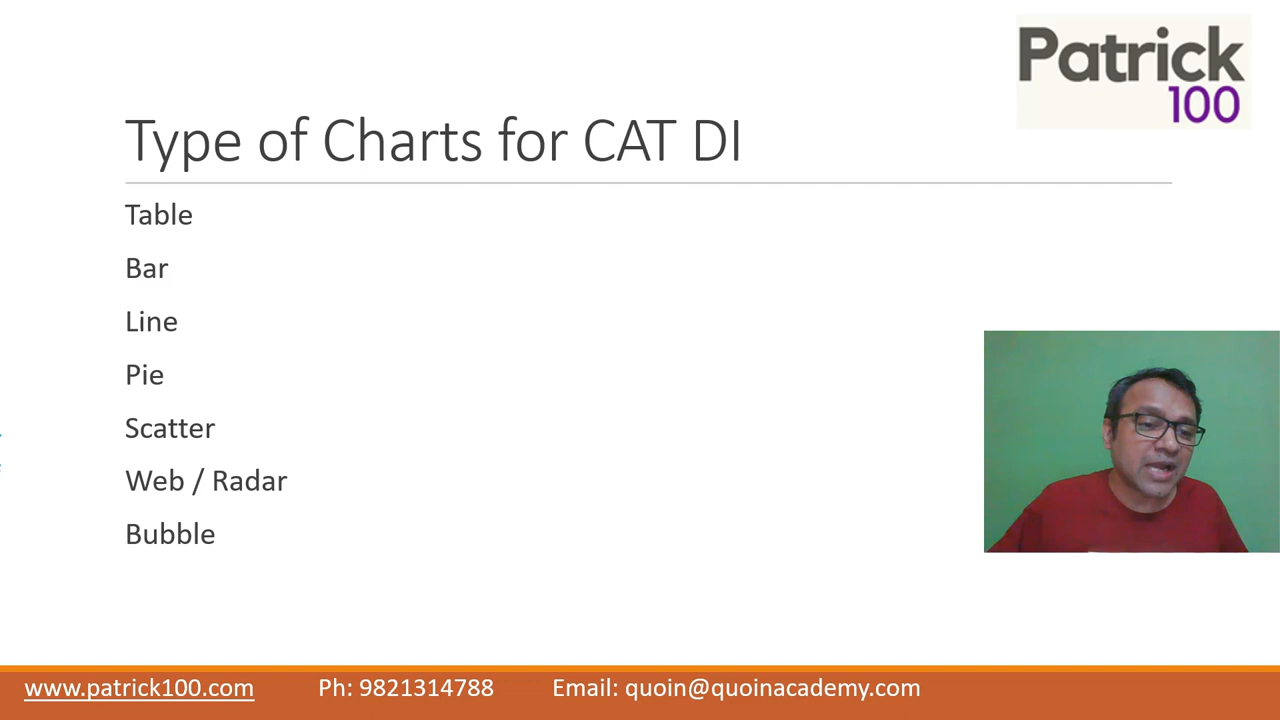 Patrick
100
Type of Charts for CAT DI
Table
Bar
Line
Pie
Scatter
Web / Radar
Bubble
www.patrick100.com Ph: 9821314788 Email: quoin@quoinacademy.com